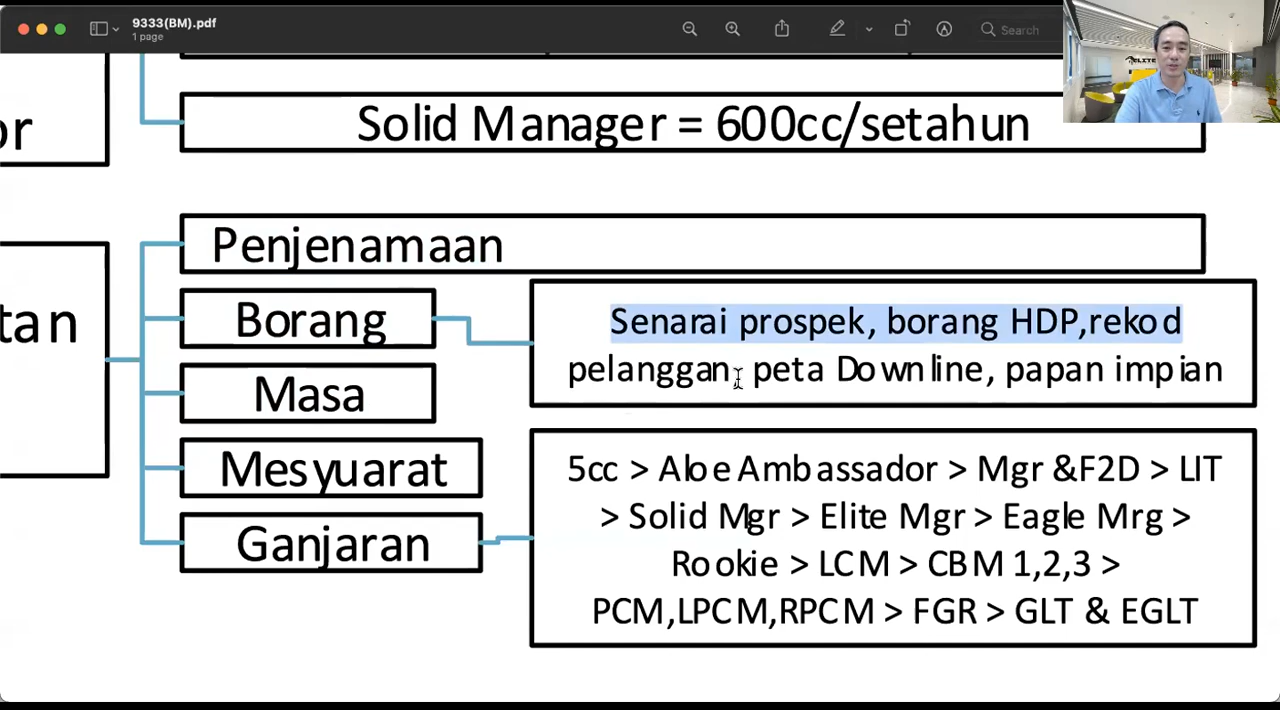 9333(BM).pdf
1 page
Search
ELITE
or
Solid Manager = 600cc/setahun
tan
Penjenamaan
Borang
Senarai prospek, borang HDP,rekod
pelanggan, peta Downline, papan impian
Masa
Mesyuarat
Ganjaran
5cc > Aloe Ambassador > Mgr &F2D > LIT
> Solid Mgr > Elite Mgr > Eagle Mrg >
Rookie > LCM > CBM 1,2,3 >
PCM,LPCM,RPCM > FGR > GLT & EGLT